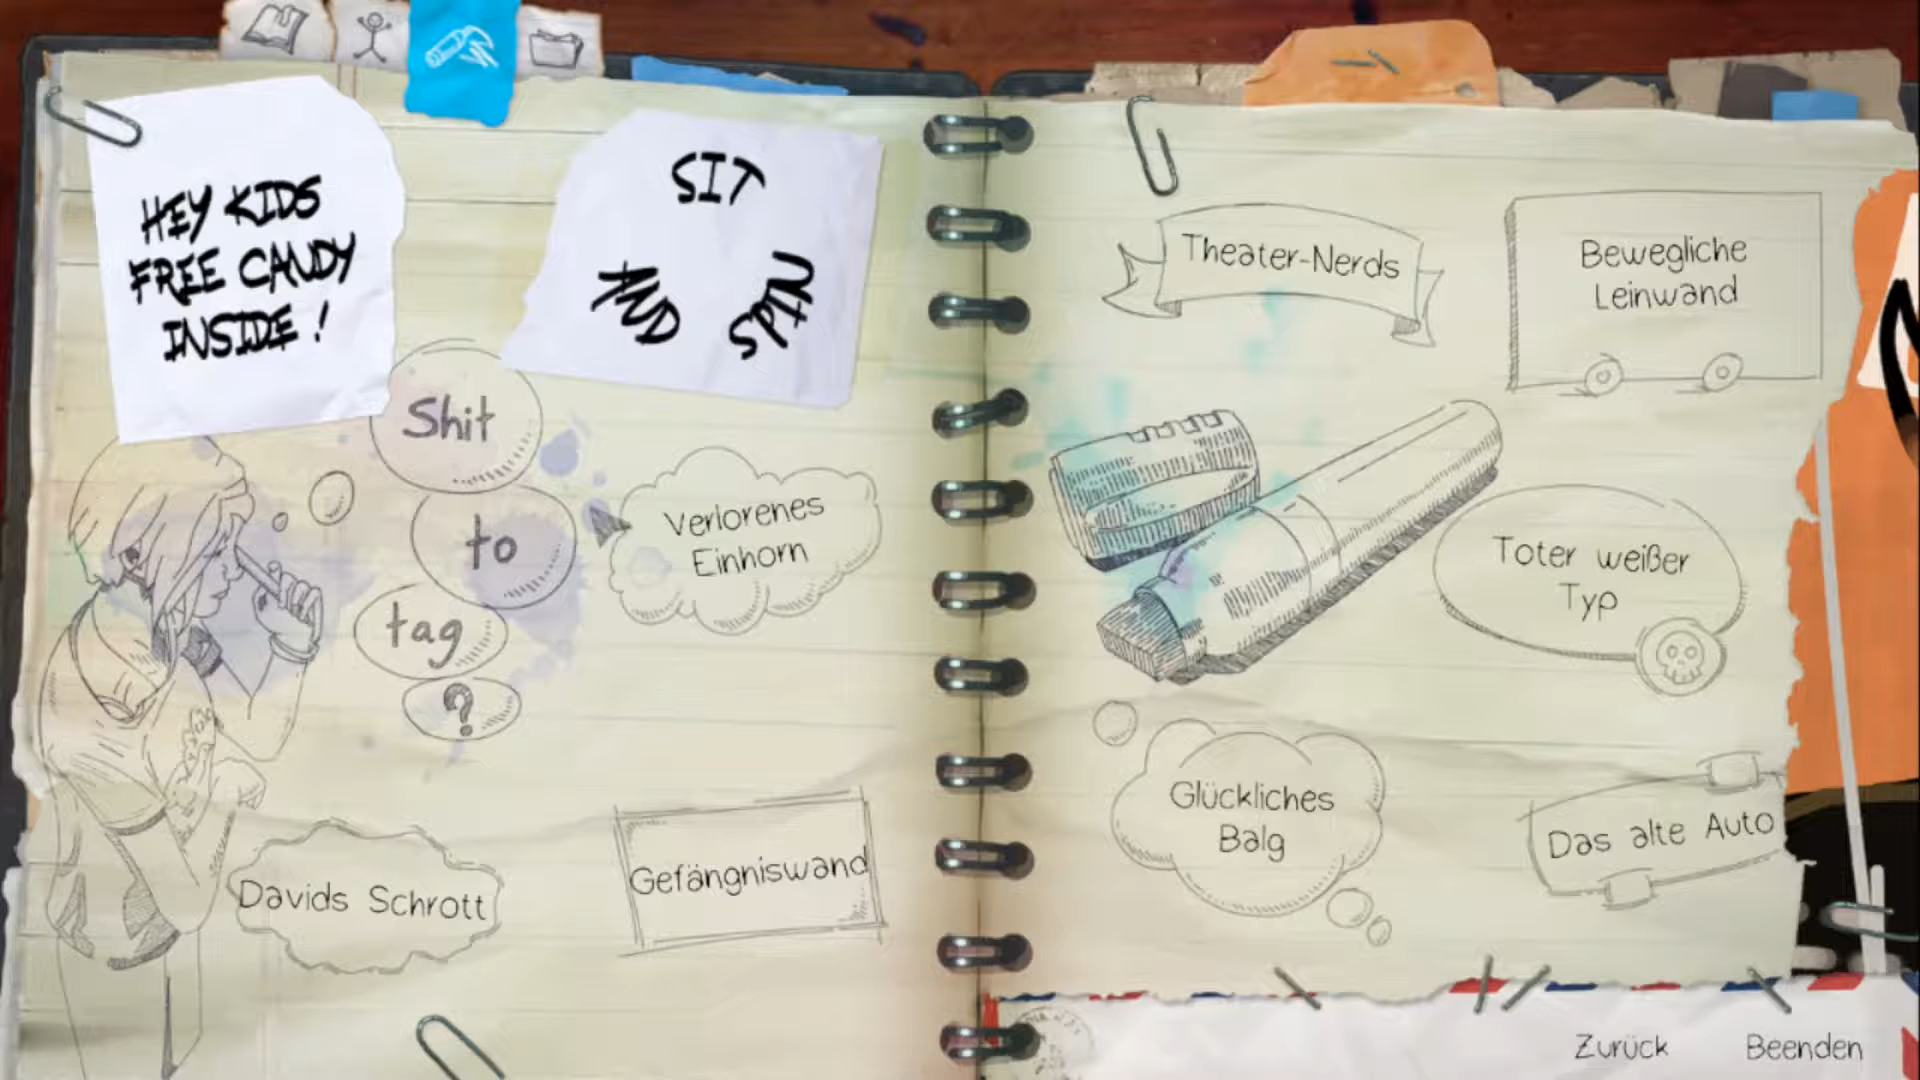 HEY KIDS
FREE CANDY
INSIDE !
SIT
AND
SPIN
Shit
to
tag
?
Verlorenes
Einhorn
Davids Schrott
Gefängniswand
Theater-Nerds
Bewegliche
Leinwand
Toter weißer
Typ
Glückliches
Balg
Das alte Auto
Zurück
Beenden